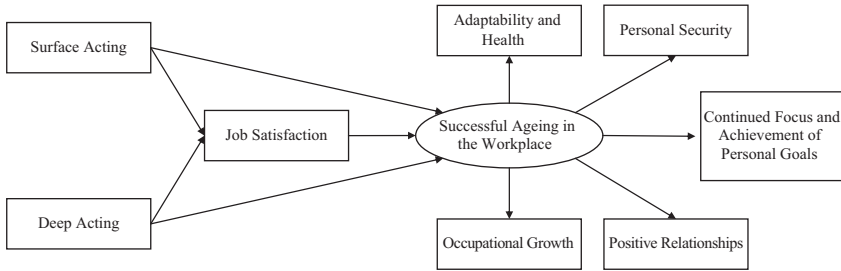 Adaptability and
Health
Personal Security
Surface Acting
Job Satisfaction
Successful Ageing in
the Workplace
Continued Focus and
Achievement of
Personal Goals
Deep Acting
Occupational Growth
Positive Relationships